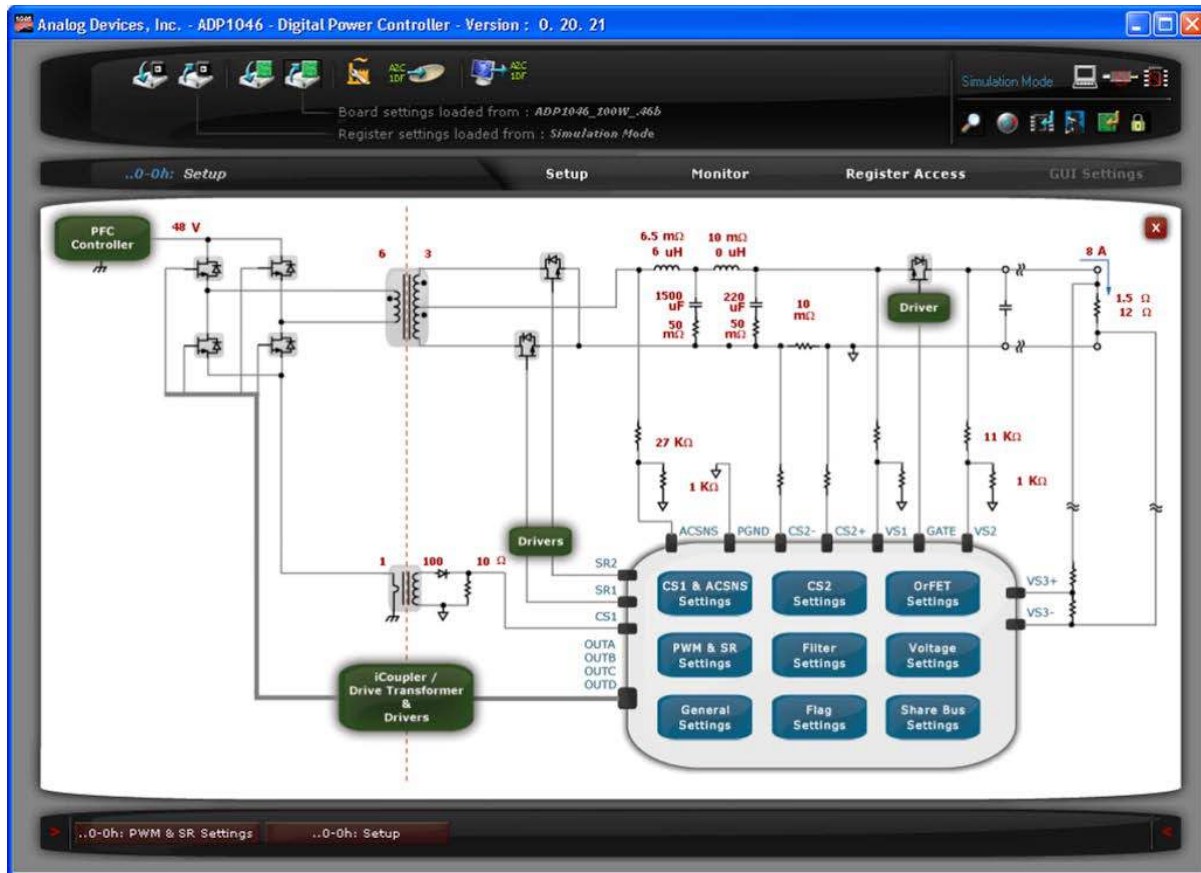 Analog Devices, Inc. - ADP1046 - Digital Power Controller - Version : 0. 20. 21
A2C
1DF
A2C
1DF
Simulation Mode
Board settings loaded from : ADP1046_100W_.46b
Register settings loaded from : Simulation Mode
..0-0h: Setup
Setup
Monitor
Register Access
GUI Settings
PFC
Controller
48 V
6
3
6.5 mΩ
6 uH
10 mΩ
0 uH
1500
uF
50
mΩ
220
uF
50
mΩ
10
mΩ
Driver
8 A
1.5 Ω
12 Ω
X
27 KΩ
1 KΩ
11 KΩ
1 KΩ
Drivers
1
100
10 Ω
ACSNS
PGND
CS2-
CS2+
VS1
GATE
VS2
SR2
SR1
CS1
OUTA
OUTB
OUTC
OUTD
VS3+
VS3-
CS1 & ACSNS
Settings
CS2
Settings
OrFET
Settings
PWM & SR
Settings
Filter
Settings
Voltage
Settings
General
Settings
Flag
Settings
Share Bus
Settings
iCoupler /
Drive Transformer
&
Drivers
> ..0-0h: PWM & SR Settings
..0-0h: Setup
<